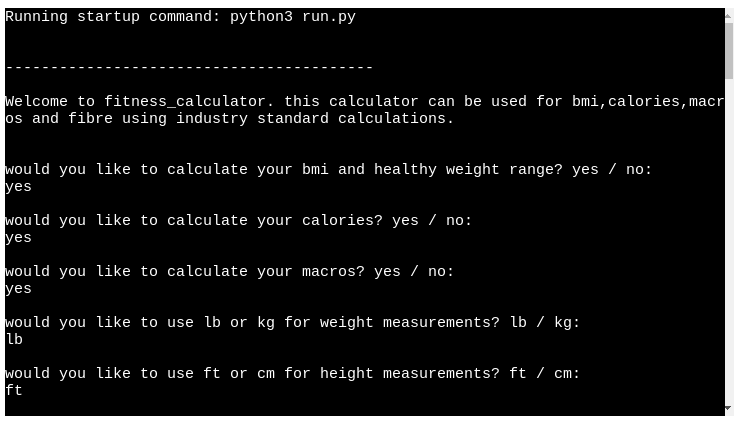 Running startup command: python3 run.py
-----------------------------------------
Welcome to fitness_calculator. this calculator can be used for bmi,calories,macr
os and fibre using industry standard calculations.
would you like to calculate your bmi and healthy weight range? yes / no:
yes
would you like to calculate your calories? yes / no:
yes
would you like to calculate your macros? yes / no:
yes
would you like to use lb or kg for weight measurements? lb / kg:
lb
would you like to use ft or cm for height measurements? ft / cm:
ft